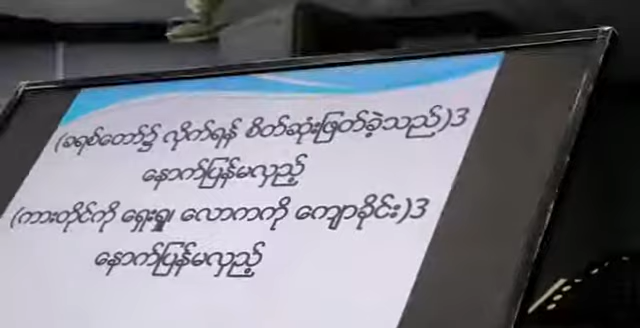 (ခရစ်တော်၌ လိုက်ရန် စိတ်ဆုံးဖြတ်ခဲ့သည်)3
နောက်ပြန်မလှည့်
(ကားတိုင်ကို ရှေးရှု၊ လောကကို ကျောခိုင်း)3
နောက်ပြန်မလှည့်